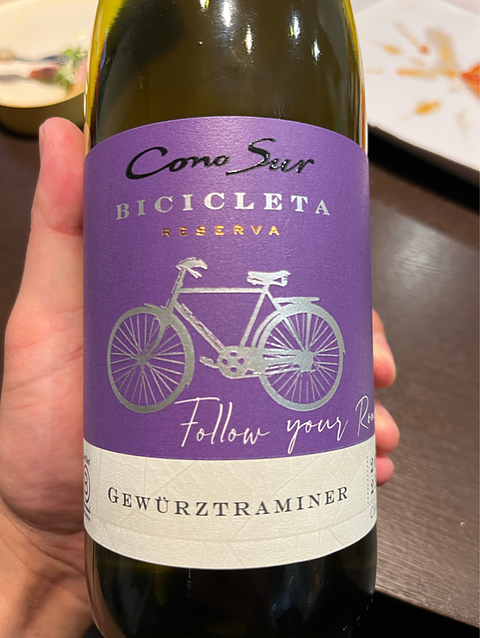 Cono Sur
BICICLETA
RESERVA
Follow your
GEWÜRZTRAMINER